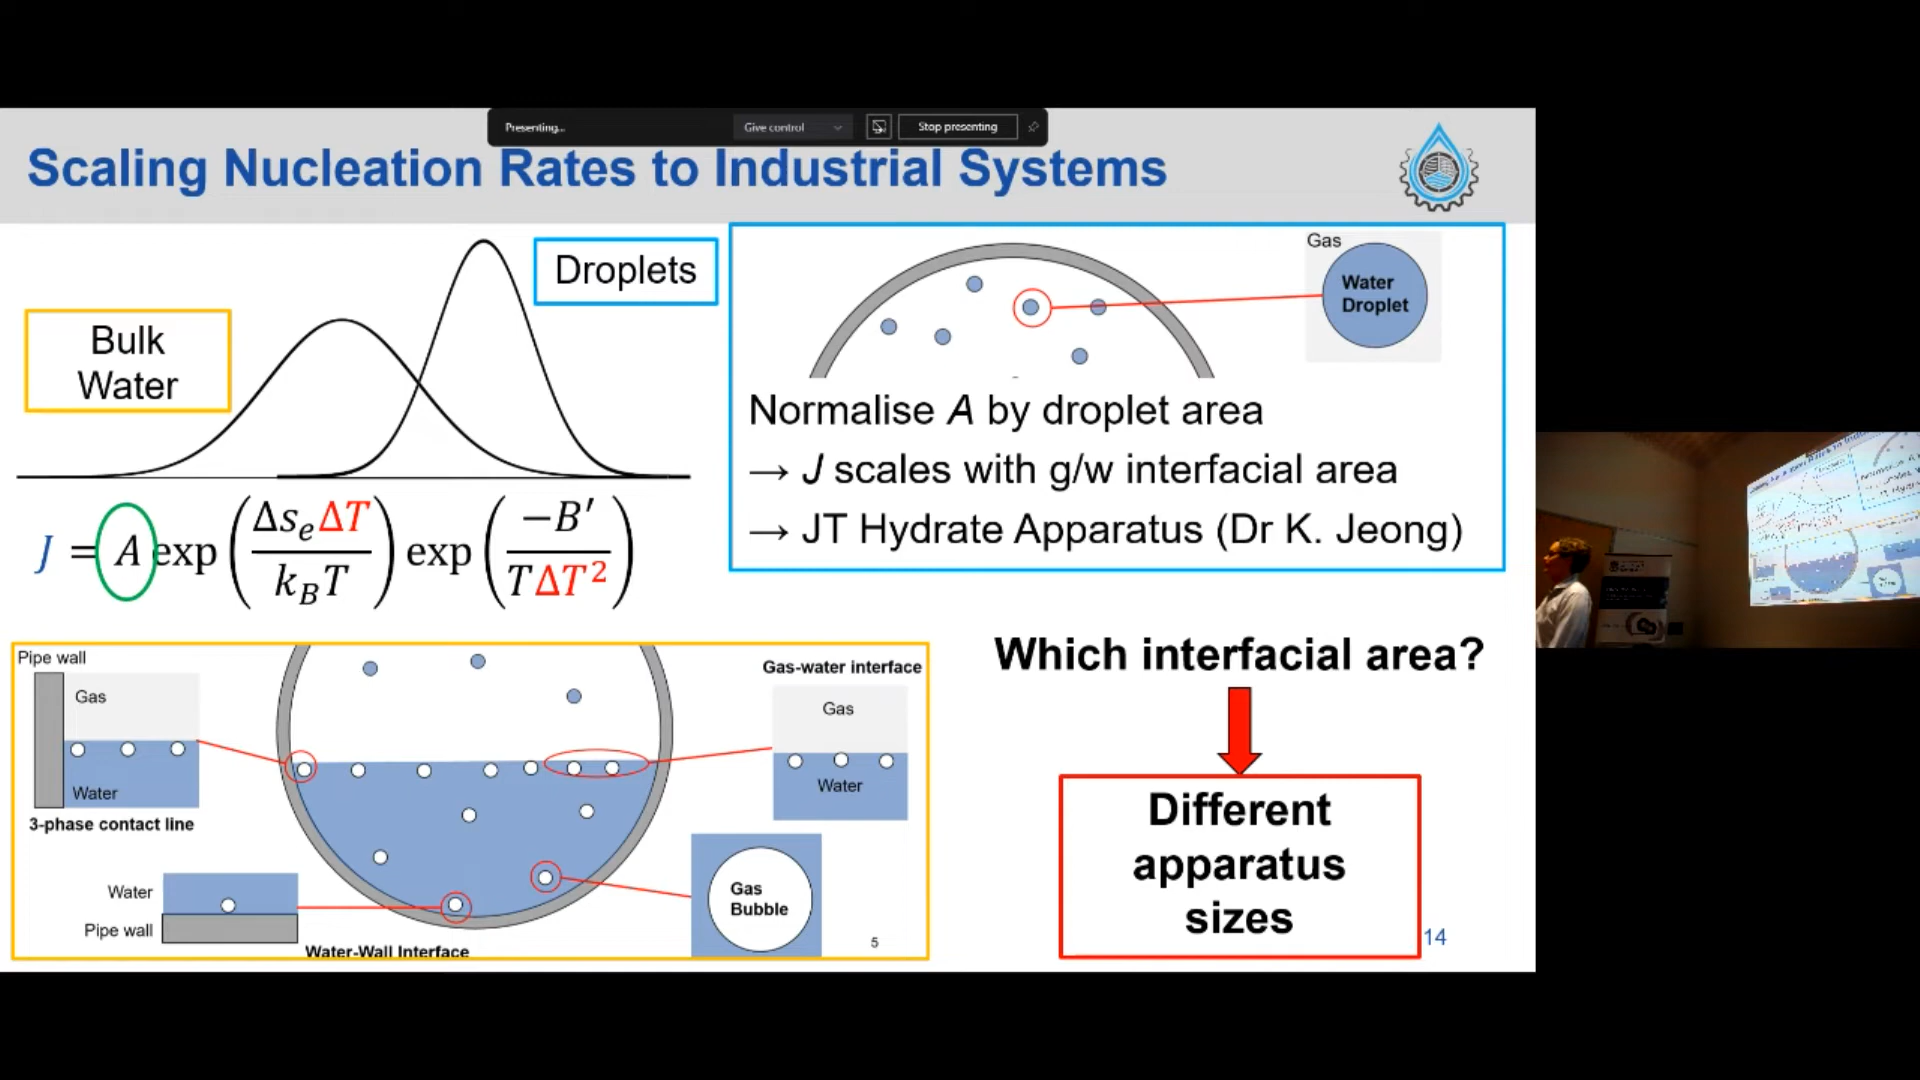 Presenting...
Give control
Stop presenting
Scaling Nucleation Rates to Industrial Systems
Bulk
Water
Droplets
J = A exp(Δsₑ ΔT / k_B T) exp(−B′ / TΔT²)
Gas
Water
Droplet
Normalise A by droplet area
→ J scales with g/w interfacial area
→ JT Hydrate Apparatus (Dr K. Jeong)
Pipe wall
Gas
Water
3-phase contact line
Water
Pipe wall
Water-Wall Interface
Gas-water interface
Gas
Water
Gas
Bubble
5
Which interfacial area?
Different
apparatus
sizes
14